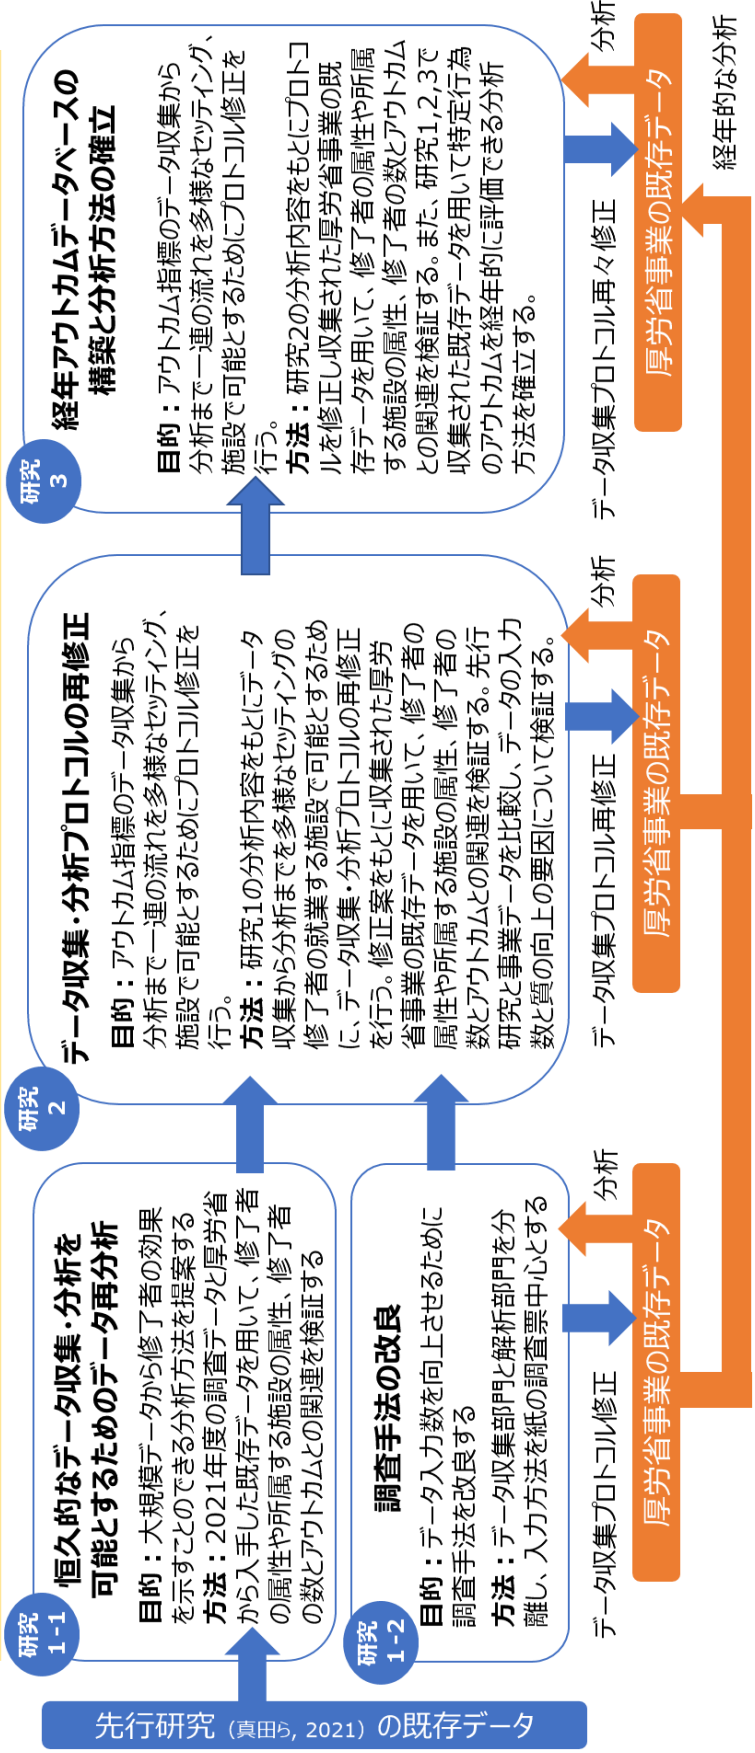 先行研究（真田ら, 2021）の既存データ
研究
1-1
恒久的なデータ収集・分析を
可能とするためのデータ再分析
目的：大規模データから修了者の効果
を示すことのできる分析方法を提案する
方法：2021年度の調査データと厚労省
から入手した既存データを用いて、修了者
の属性や所属する施設の属性、修了者
の数とアウトカムとの関連を検証する
研究
1-2
調査手法の改良
目的：データ入力数を向上させるために
調査手法を改良する
方法：データ収集部門と解析部門を分
離し、入力方法を紙の調査票中心とする
データ収集プロトコル修正
分析
厚労省事業の既存データ
研究
2
データ収集・分析プロトコルの再修正
目的：アウトカム指標のデータ収集から
分析まで一連の流れを多様なセッティング、
施設で可能とするためにプロトコル修正を
行う。
方法：研究1の分析内容をもとにデータ
収集から分析までを多様なセッティングの
修了者の就業する施設で可能とするため
に、データ収集・分析プロトコルの再修正
を行う。修正案をもとに収集された厚労
省事業の既存データを用いて、修了者の
属性や所属する施設の属性、修了者の
数とアウトカムとの関連を検証する。先行
研究と事業データを比較し、データの入力
数と質の向上の要因について検証する。
データ収集プロトコル再修正
分析
厚労省事業の既存データ
研究
3
経年アウトカムデータベースの
構築と分析方法の確立
目的：アウトカム指標のデータ収集から
分析まで一連の流れを多様なセッティング、
施設で可能とするためにプロトコル修正を
行う。
方法：研究2の分析内容をもとにプロトコ
ルを修正し収集された厚労省事業の既
存データを用いて、修了者の属性や所属
する施設の属性、修了者の数とアウトカム
との関連を検証する。また、研究1,2,3で
収集された既存データを用いて特定行為
のアウトカムを経年的に評価できる分析
方法を確立する。
データ収集プロトコル再々修正
分析
厚労省事業の既存データ
経年的な分析